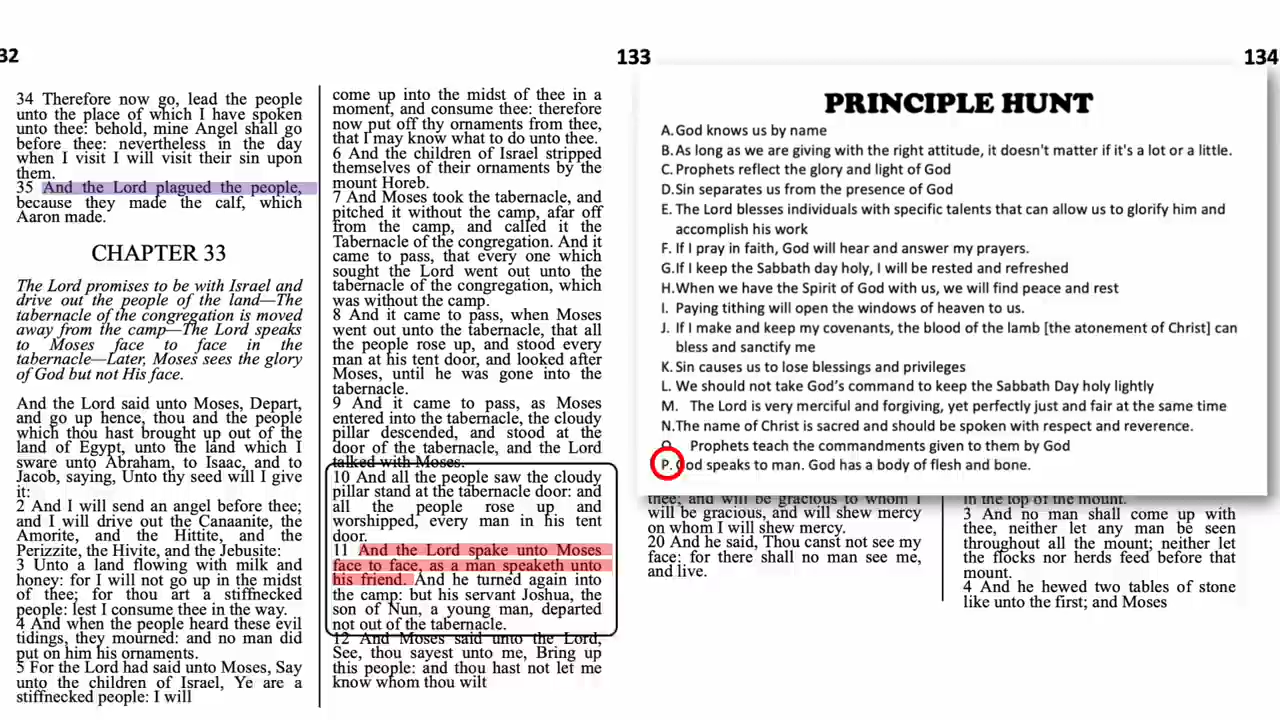 32
34 Therefore now go, lead the people
unto the place of which I have spoken
unto thee: behold, mine Angel shall go
before thee: nevertheless in the day
when I visit I will visit their sin upon
them.
35 And the Lord plagued the people,
because they made the calf, which
Aaron made.
CHAPTER 33
The Lord promises to be with Israel and
drive out the people of the land—The
tabernacle of the congregation is moved
away from the camp—The Lord speaks
to Moses face to face in the
tabernacle—Later, Moses sees the glory
of God but not His face.
And the Lord said unto Moses, Depart,
and go up hence, thou and the people
which thou hast brought up out of the
land of Egypt, unto the land which I
sware unto Abraham, to Isaac, and to
Jacob, saying, Unto thy seed will I give
it:
2 And I will send an angel before thee;
and I will drive out the Canaanite, the
Amorite, and the Hittite, and the
Perizzite, the Hivite, and the Jebusite:
3 Unto a land flowing with milk and
honey: for I will not go up in the midst
of thee; for thou art a stiffnecked
people: lest I consume thee in the way.
4 And when the people heard these evil
tidings, they mourned: and no man did
put on him his ornaments.
5 For the Lord had said unto Moses, Say
unto the children of Israel, Ye are a
stiffnecked people: I will
133
come up into the midst of thee in a
moment, and consume thee: therefore
now put off thy ornaments from thee,
that I may know what to do unto thee.
6 And the children of Israel stripped
themselves of their ornaments by the
mount Horeb.
7 And Moses took the tabernacle, and
pitched it without the camp, afar off
from the camp, and called it the
Tabernacle of the congregation. And it
came to pass, that every one which
sought the Lord went out unto the
tabernacle of the congregation, which
was without the camp.
8 And it came to pass, when Moses
went out unto the tabernacle, that all
the people rose up, and stood every
man at his tent door, and looked after
Moses, until he was gone into the
tabernacle.
9 And it came to pass, as Moses
entered into the tabernacle, the cloudy
pillar descended, and stood at the
door of the tabernacle, and the Lord
talked with Moses.
10 And all the people saw the cloudy
pillar stand at the tabernacle door: and
all the people rose up and
worshipped, every man in his tent
door.
11 And the Lord spake unto Moses
face to face, as a man speaketh unto
his friend. And he turned again into
the camp: but his servant Joshua, the
son of Nun, a young man, departed
not out of the tabernacle.
12 And Moses said unto the Lord,
See, thou sayest unto me, Bring up
this people: and thou hast not let me
know whom thou wilt
134
PRINCIPLE HUNT
A. God knows us by name
B. As long as we are giving with the right attitude, it doesn't matter if it's a lot or a little.
C. Prophets reflect the glory and light of God
D. Sin separates us from the presence of God
E. The Lord blesses individuals with specific talents that can allow us to glorify him and
accomplish his work
F. If I pray in faith, God will hear and answer my prayers.
G. If I keep the Sabbath day holy, I will be rested and refreshed
H. When we have the Spirit of God with us, we will find peace and rest
I. Paying tithing will open the windows of heaven to us.
J. If I make and keep my covenants, the blood of the lamb [the atonement of Christ] can
bless and sanctify me
K. Sin causes us to lose blessings and privileges
L. We should not take God's command to keep the Sabbath Day holy lightly
M. The Lord is very merciful and forgiving, yet perfectly just and fair at the same time
N. The name of Christ is sacred and should be spoken with respect and reverence.
O. Prophets teach the commandments given to them by God
P. God speaks to man. God has a body of flesh and bone.
thee; and will be gracious to whom I
will be gracious, and will shew mercy
on whom I will shew mercy.
20 And he said, Thou canst not see my
face: for there shall no man see me,
and live.
in the top of the mount.
3 And no man shall come up with
thee, neither let any man be seen
throughout all the mount; neither let
the flocks nor herds feed before that
mount.
4 And he hewed two tables of stone
like unto the first; and Moses